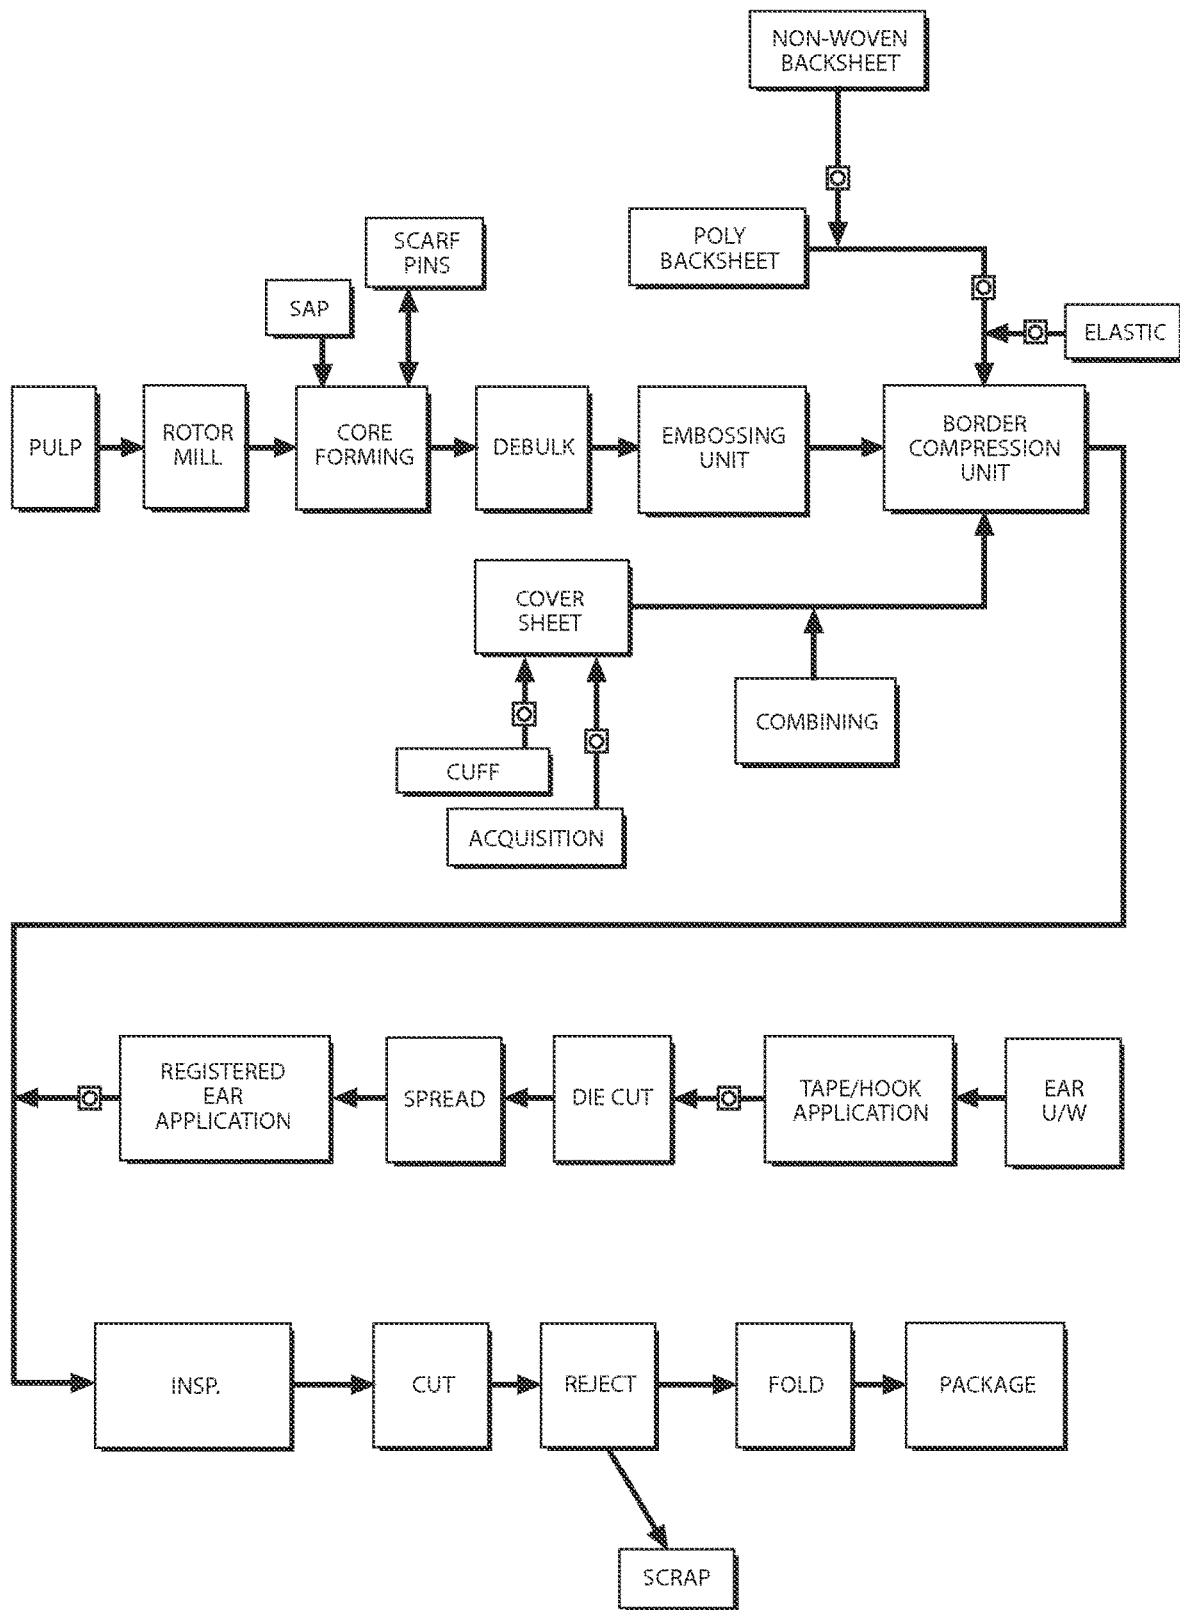 NON-WOVEN
BACKSHEET
POLY
BACKSHEET
SCARF
PINS
SAP
ELASTIC
PULP
ROTOR
MILL
CORE
FORMING
DEBULK
EMBOSSING
UNIT
BORDER
COMPRESSION
UNIT
COVER
SHEET
COMBINING
CUFF
ACQUISITION
REGISTERED
EAR
APPLICATION
SPREAD
DIE CUT
TAPE/HOOK
APPLICATION
EAR
U/W
INSP.
CUT
REJECT
FOLD
PACKAGE
SCRAP